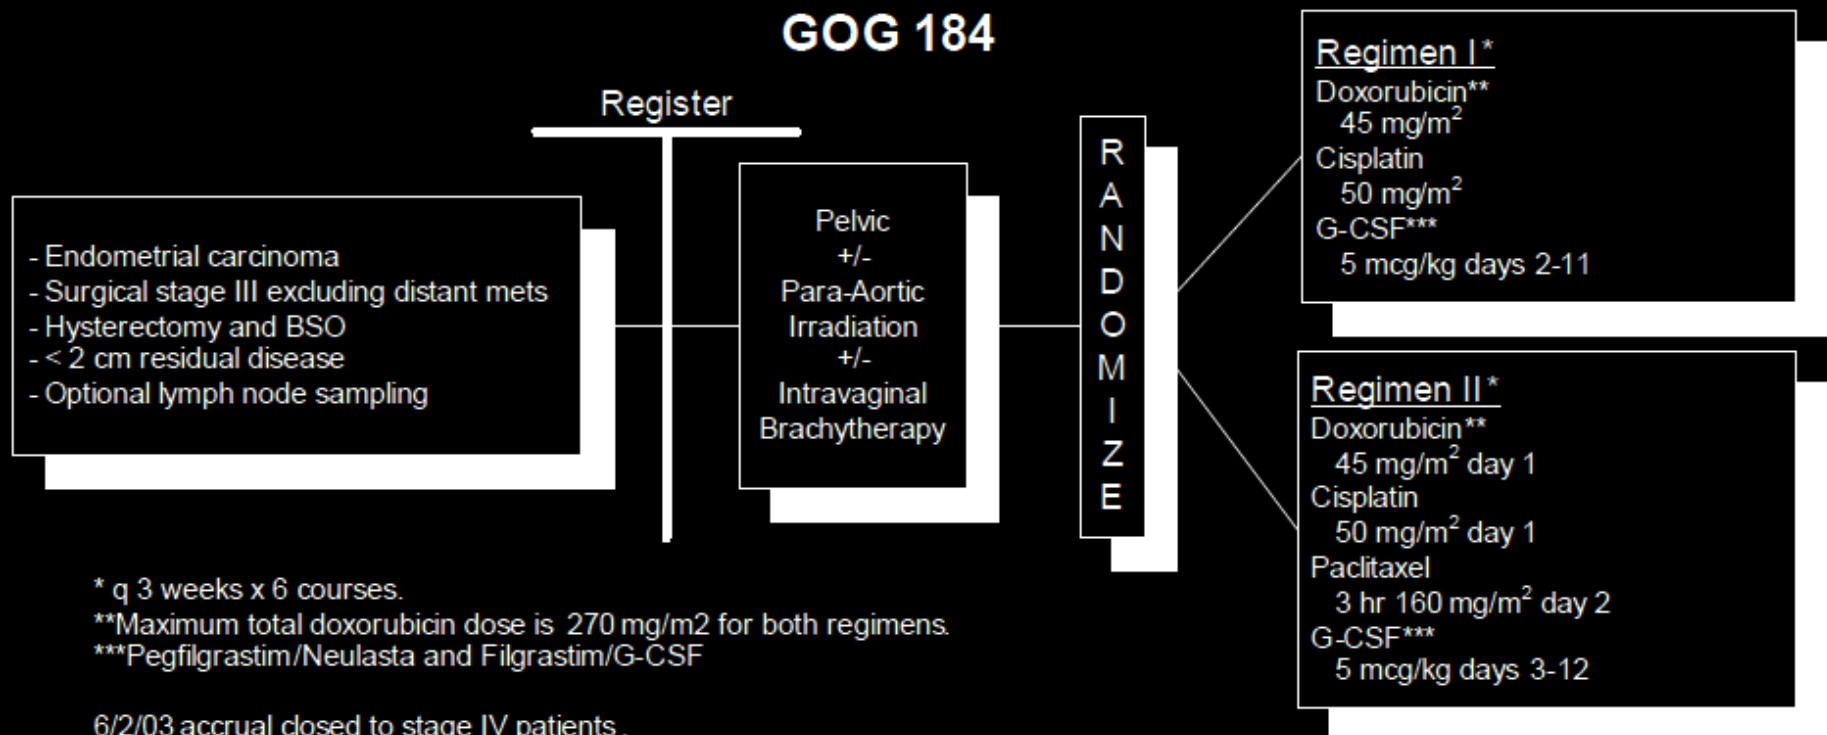 GOG 184
Register
- Endometrial carcinoma
- Surgical stage III excluding distant mets
- Hysterectomy and BSO
- < 2 cm residual disease
- Optional lymph node sampling
Pelvic
+/-
Para-Aortic
Irradiation
+/-
Intravaginal
Brachytherapy
R
A
N
D
O
M
I
Z
E
Regimen I*
Doxorubicin**
45 mg/m²
Cisplatin
50 mg/m²
G-CSF***
5 mcg/kg days 2-11
Regimen II*
Doxorubicin**
45 mg/m² day 1
Cisplatin
50 mg/m² day 1
Paclitaxel
3 hr 160 mg/m² day 2
G-CSF***
5 mcg/kg days 3-12
* q 3 weeks x 6 courses.
**Maximum total doxorubicin dose is 270 mg/m2 for both regimens.
***Pegfilgrastim/Neulasta and Filgrastim/G-CSF
6/2/03 accrual closed to stage IV patients.